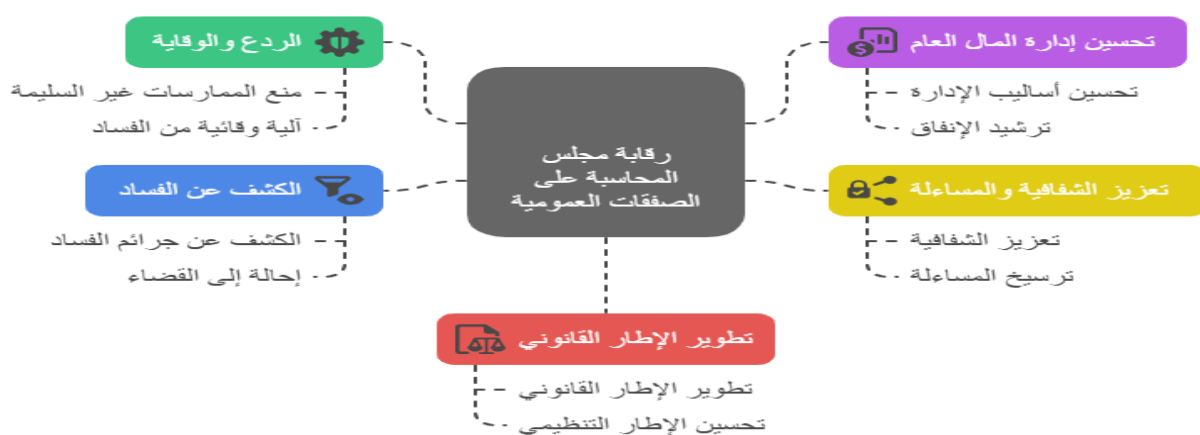 رقابة مجلس
المحاسبة على
الصفقات العمومية
تحسين إدارة المال العام
تحسين أساليب الإدارة
ترشيد الإنفاق
تعزيز الشفافية والمساءلة
تعزيز الشفافية
ترسيخ المساءلة
تطوير الإطار القانوني
تطوير الإطار القانوني
تحسين الإطار التنظيمي
الردع والوقاية
منع الممارسات غير السليمة
آلية وقائية من الفساد
الكشف عن الفساد
الكشف عن جرائم الفساد
إحالة إلى القضاء